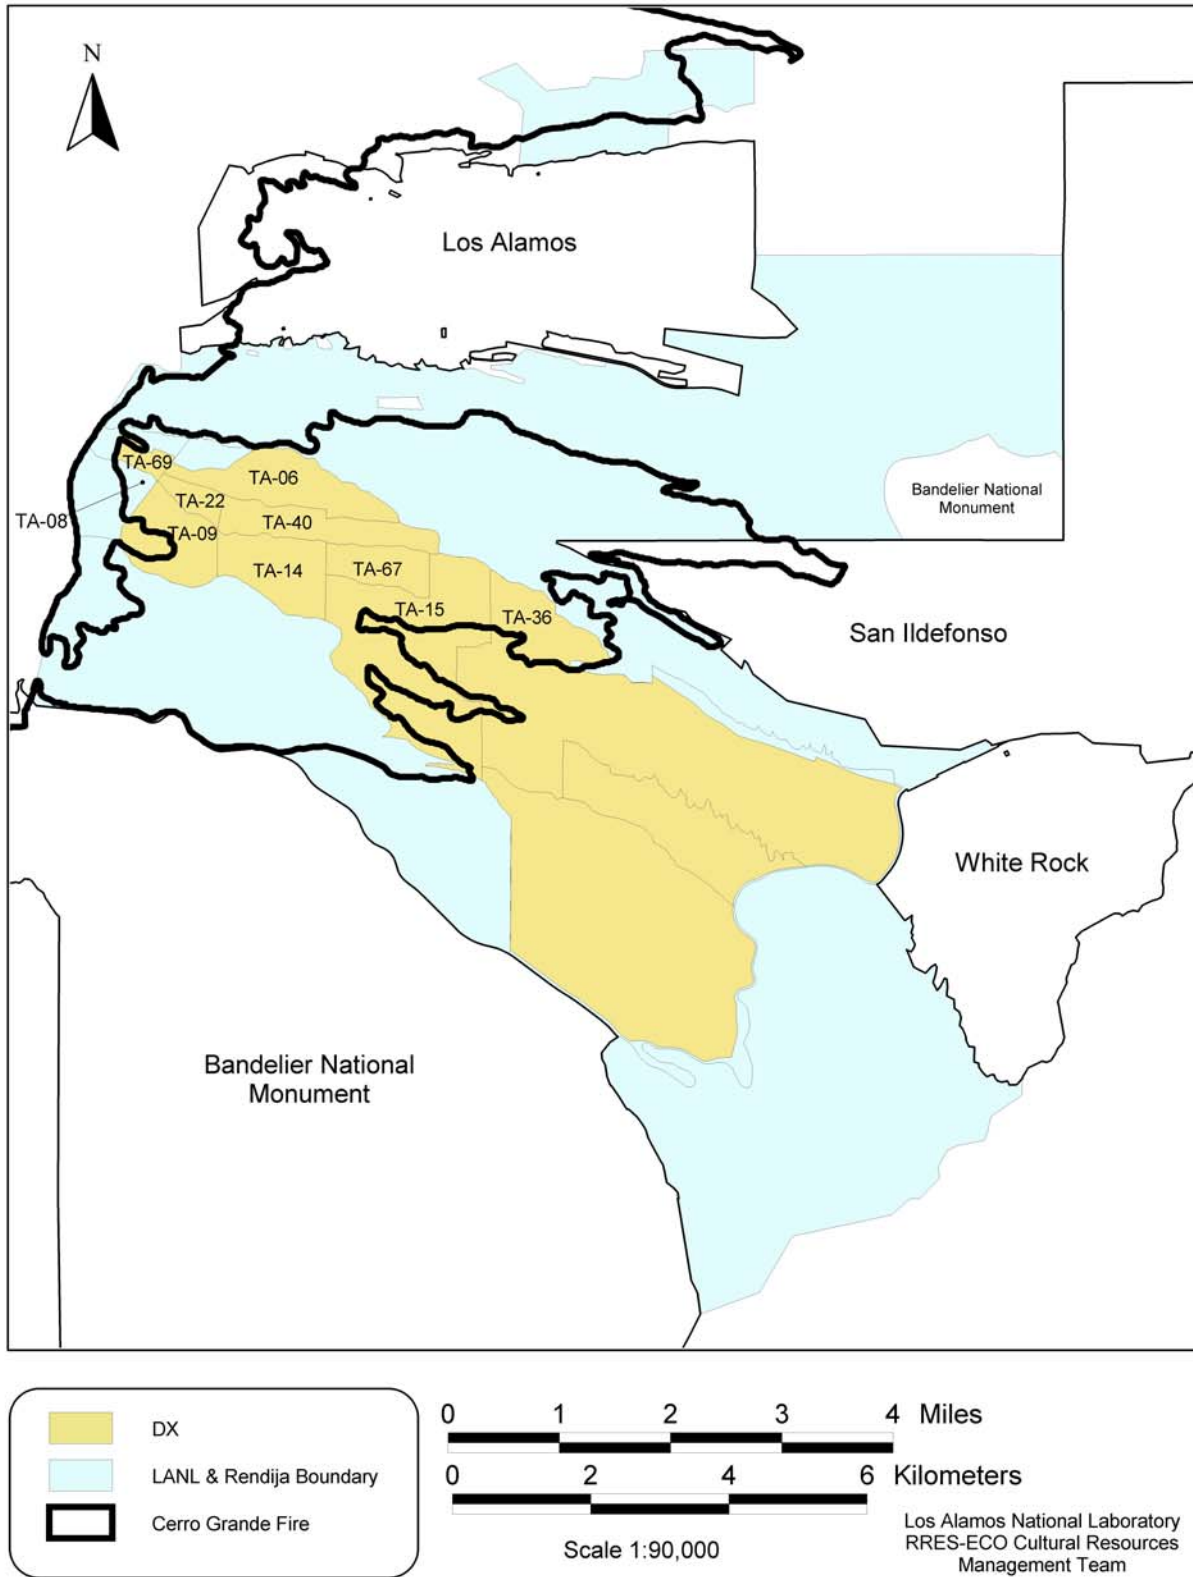 N
Los Alamos
TA-69
TA-06
TA-22
TA-08
TA-40
TA-09
TA-14
TA-67
TA-15
TA-36
Bandelier National
Monument
San Ildefonso
White Rock
Bandelier National
Monument
DX
LANL & Rendija Boundary
Cerro Grande Fire
0 1 2 3 4 Miles
0 2 4 6 Kilometers
Scale 1:90,000
Los Alamos National Laboratory
RRES-ECO Cultural Resources
Management Team